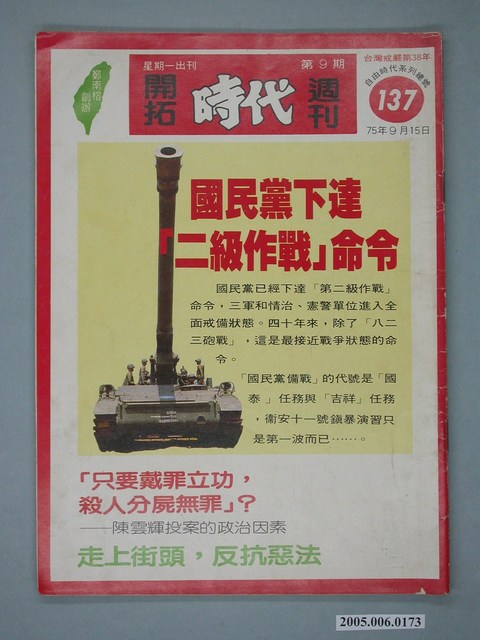 鄭南榕
創辦
星期一出刊
第9期
開拓
時代
週刊
台灣戒嚴第38年
自由時代系列總號
137
75年9月15日
國民黨下達
「二級作戰」命令
國民黨已經下達「第二級作戰」
命令，三軍和情治、憲警單位進入全
面戒備狀態。四十年來，除了「八二
三砲戰」，這是最接近戰爭狀態的命
令。
「國民黨備戰」的代號是「國
泰」任務與「吉祥」任務
，衛安十一號鎮暴演習只
是第一波而已……。
「只要戴罪立功，
殺人分屍無罪」？
——陳雲輝投案的政治因素
走上街頭，反抗惡法
2005.006.0173